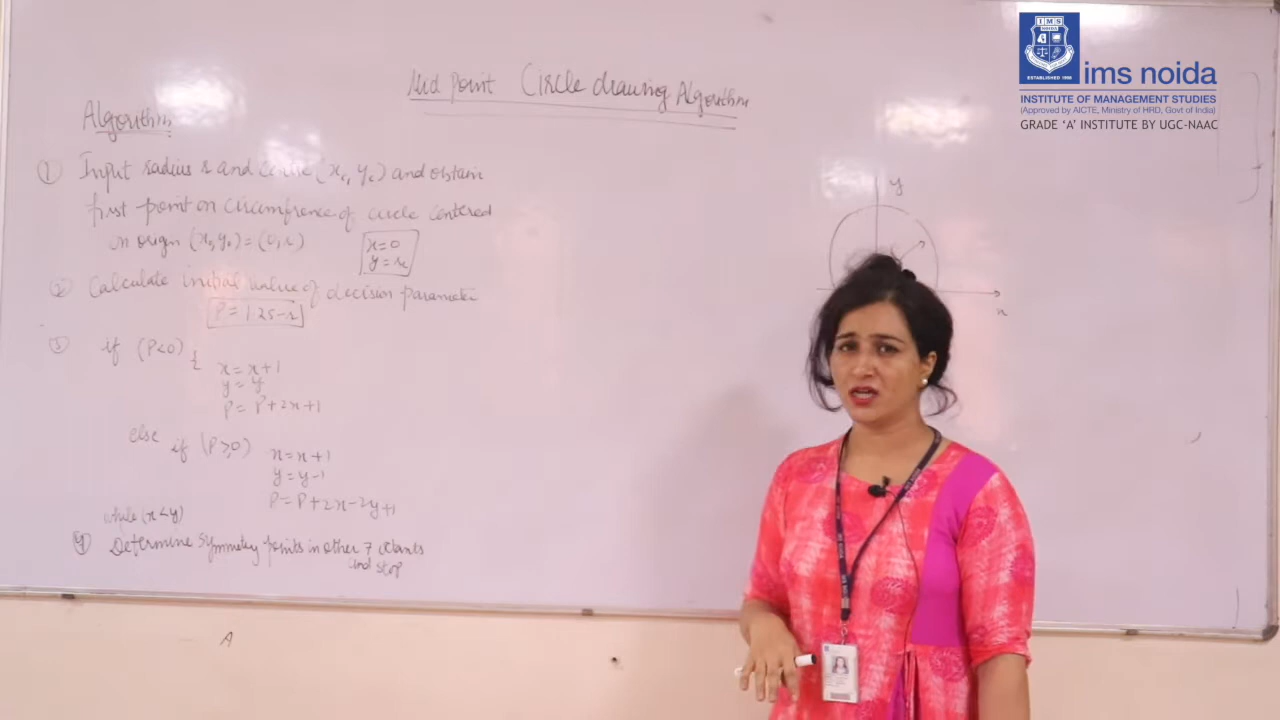 Mid Point Circle drawing Algorithm
IMS
NOIDA
ESTABLISHED 1998
ims noida
INSTITUTE OF MANAGEMENT STUDIES
(Approved by AICTE, Ministry of HRD, Govt of India)
GRADE ‘A’ INSTITUTE BY UGC-NAAC
Algorithm
① Input radius r and centre (xc, yc) and obtain
first point on circumfrence of circle centered
on origin (x0, y0) = (0, r)
x=0
y=r
② Calculate initial value of decision parameter
P = 1.25-r
③ if (P<0) {
x = x+1
y = y
P = P+2x+1
else if (P≥0)
x = x+1
y = y-1
P = P+2x-2y+1
while (x<y)
④ Determine symmetry points in other 7 octants
and stop
y
x
A